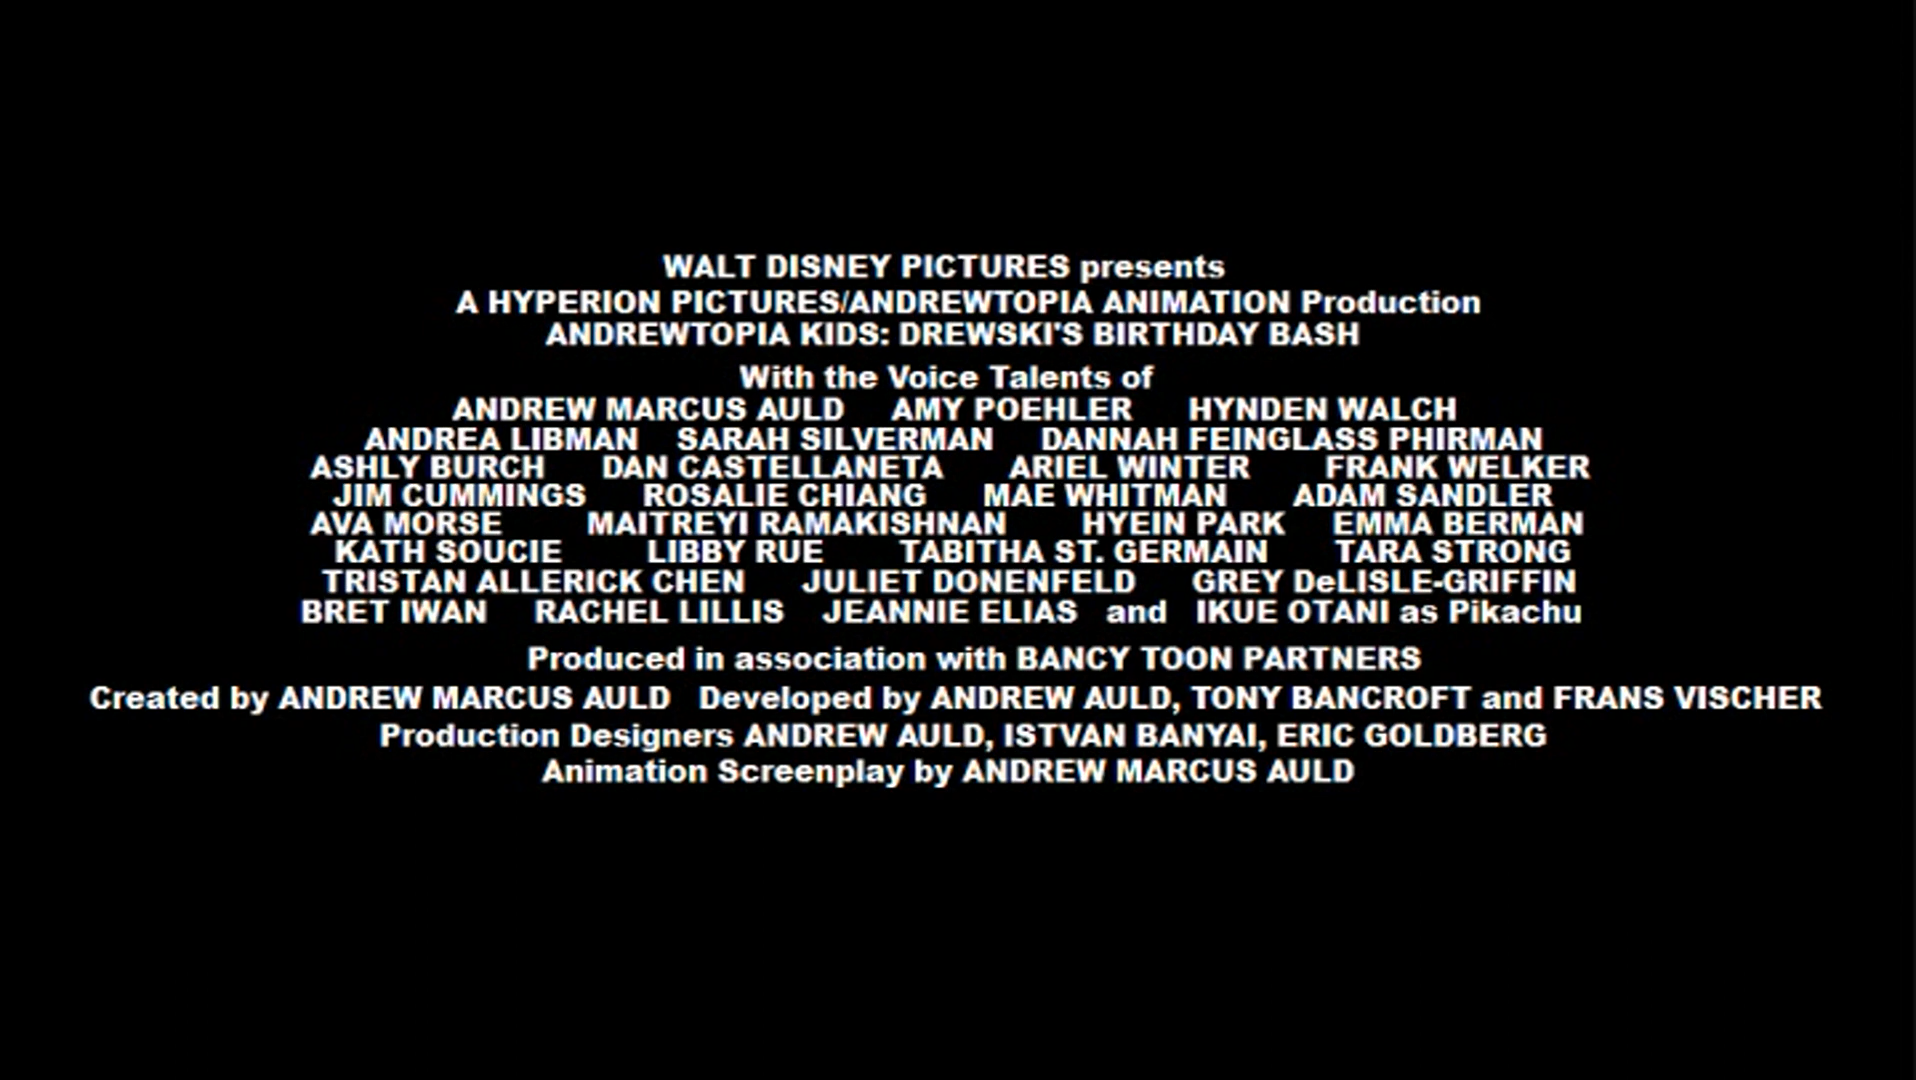 WALT DISNEY PICTURES presents
A HYPERION PICTURES/ANDREWTOPIA ANIMATION Production
ANDREWTOPIA KIDS: DREWSKI'S BIRTHDAY BASH
With the Voice Talents of
ANDREW MARCUS AULD AMY POEHLER HYNDEN WALCH
ANDREA LIBMAN SARAH SILVERMAN DANNAH FEINGLASS PHIRMAN
ASHLY BURCH DAN CASTELLANETA ARIEL WINTER FRANK WELKER
JIM CUMMINGS ROSALIE CHIANG MAE WHITMAN ADAM SANDLER
AVA MORSE MAITREYI RAMAKISHNAN HYEIN PARK EMMA BERMAN
KATH SOUCIE LIBBY RUE TABITHA ST. GERMAIN TARA STRONG
TRISTAN ALLERICK CHEN JULIET DONENFELD GREY DeLISLE-GRIFFIN
BRET IWAN RACHEL LILLIS JEANNIE ELIAS and IKUE OTANI as Pikachu
Produced in association with BANCY TOON PARTNERS
Created by ANDREW MARCUS AULD Developed by ANDREW AULD, TONY BANCROFT and FRANS VISCHER
Production Designers ANDREW AULD, ISTVAN BANYAI, ERIC GOLDBERG
Animation Screenplay by ANDREW MARCUS AULD